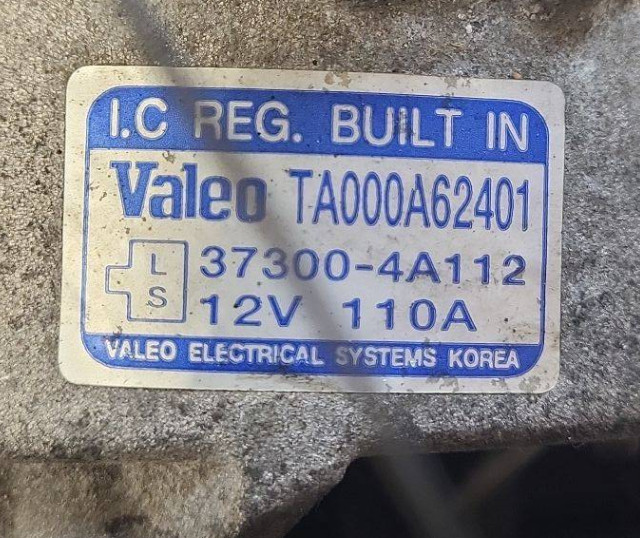 I.C REG. BUILT IN
Valeo TA000A62401
L 37300-4A112
S 12V 110A
VALEO ELECTRICAL SYSTEMS KOREA